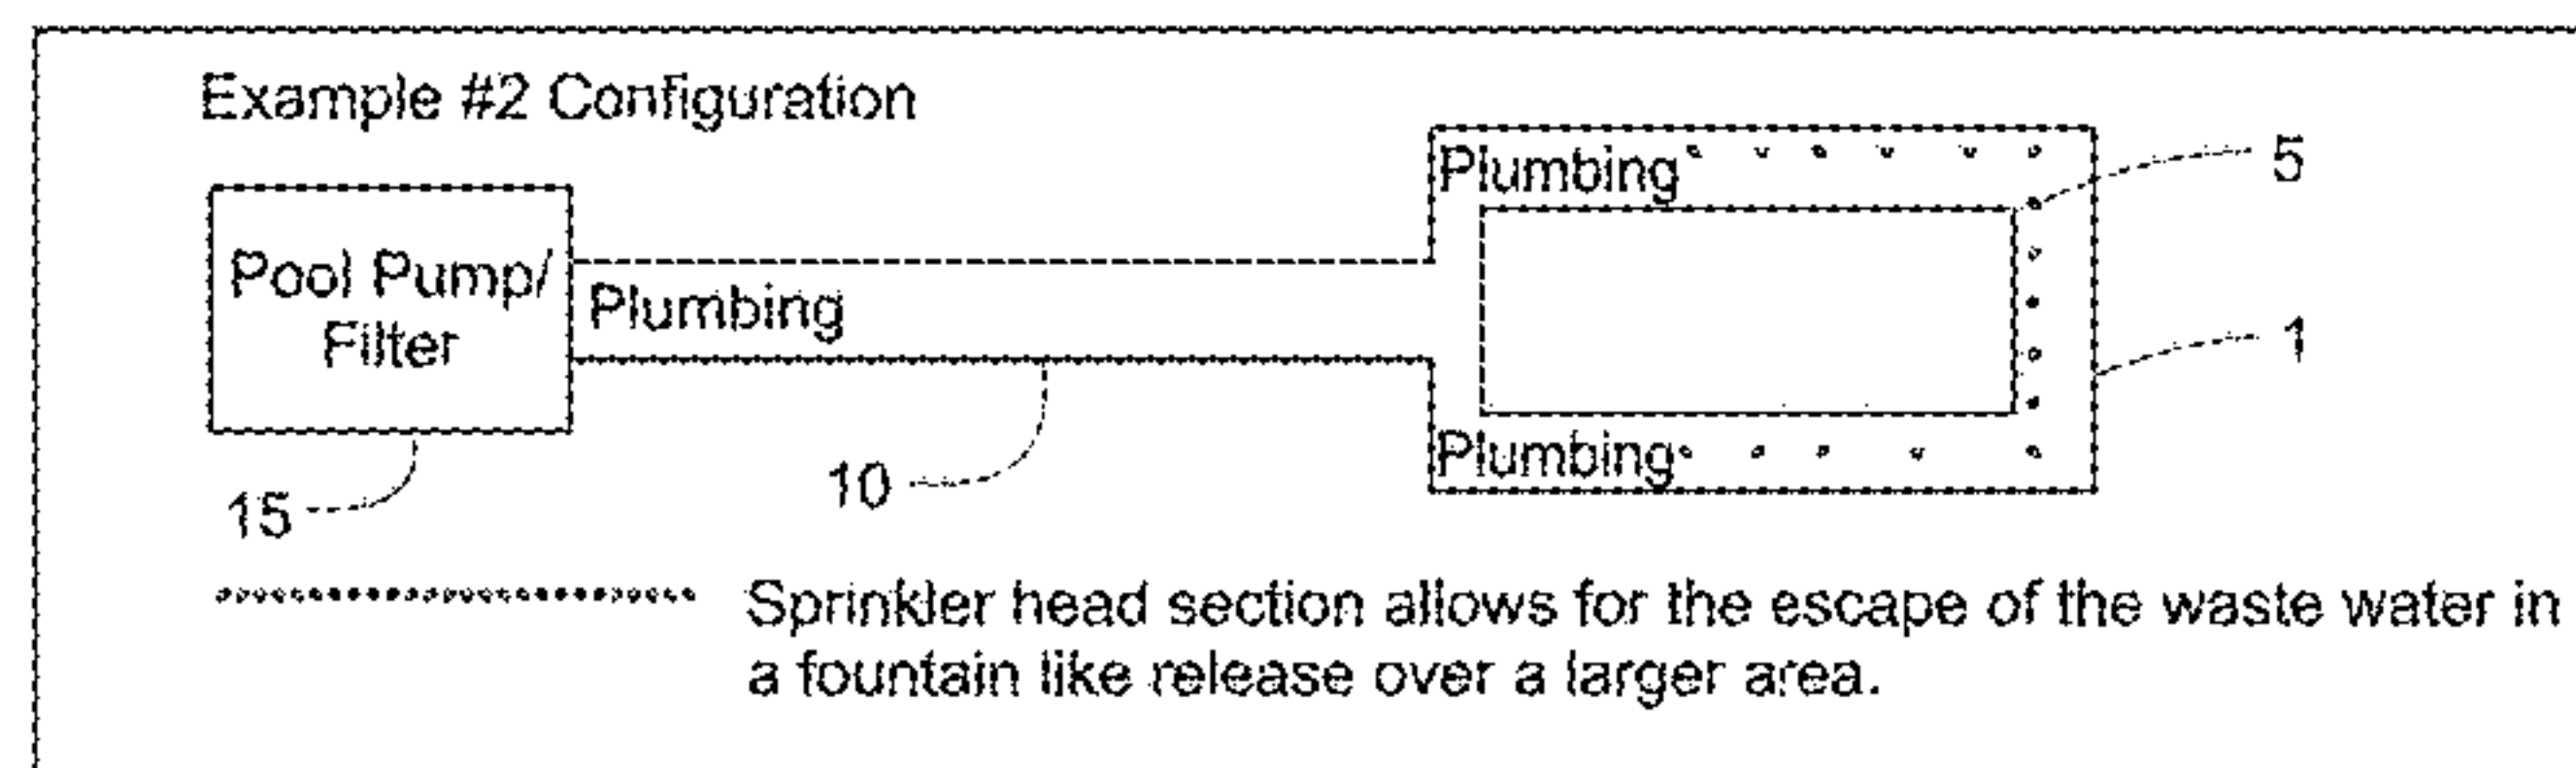 Example #2 Configuration
Plumbing
5
Pool Pump/
Filter
Plumbing
1
Plumbing
10
15
Sprinkler head section allows for the escape of the waste water in
a fountain like release over a larger area.